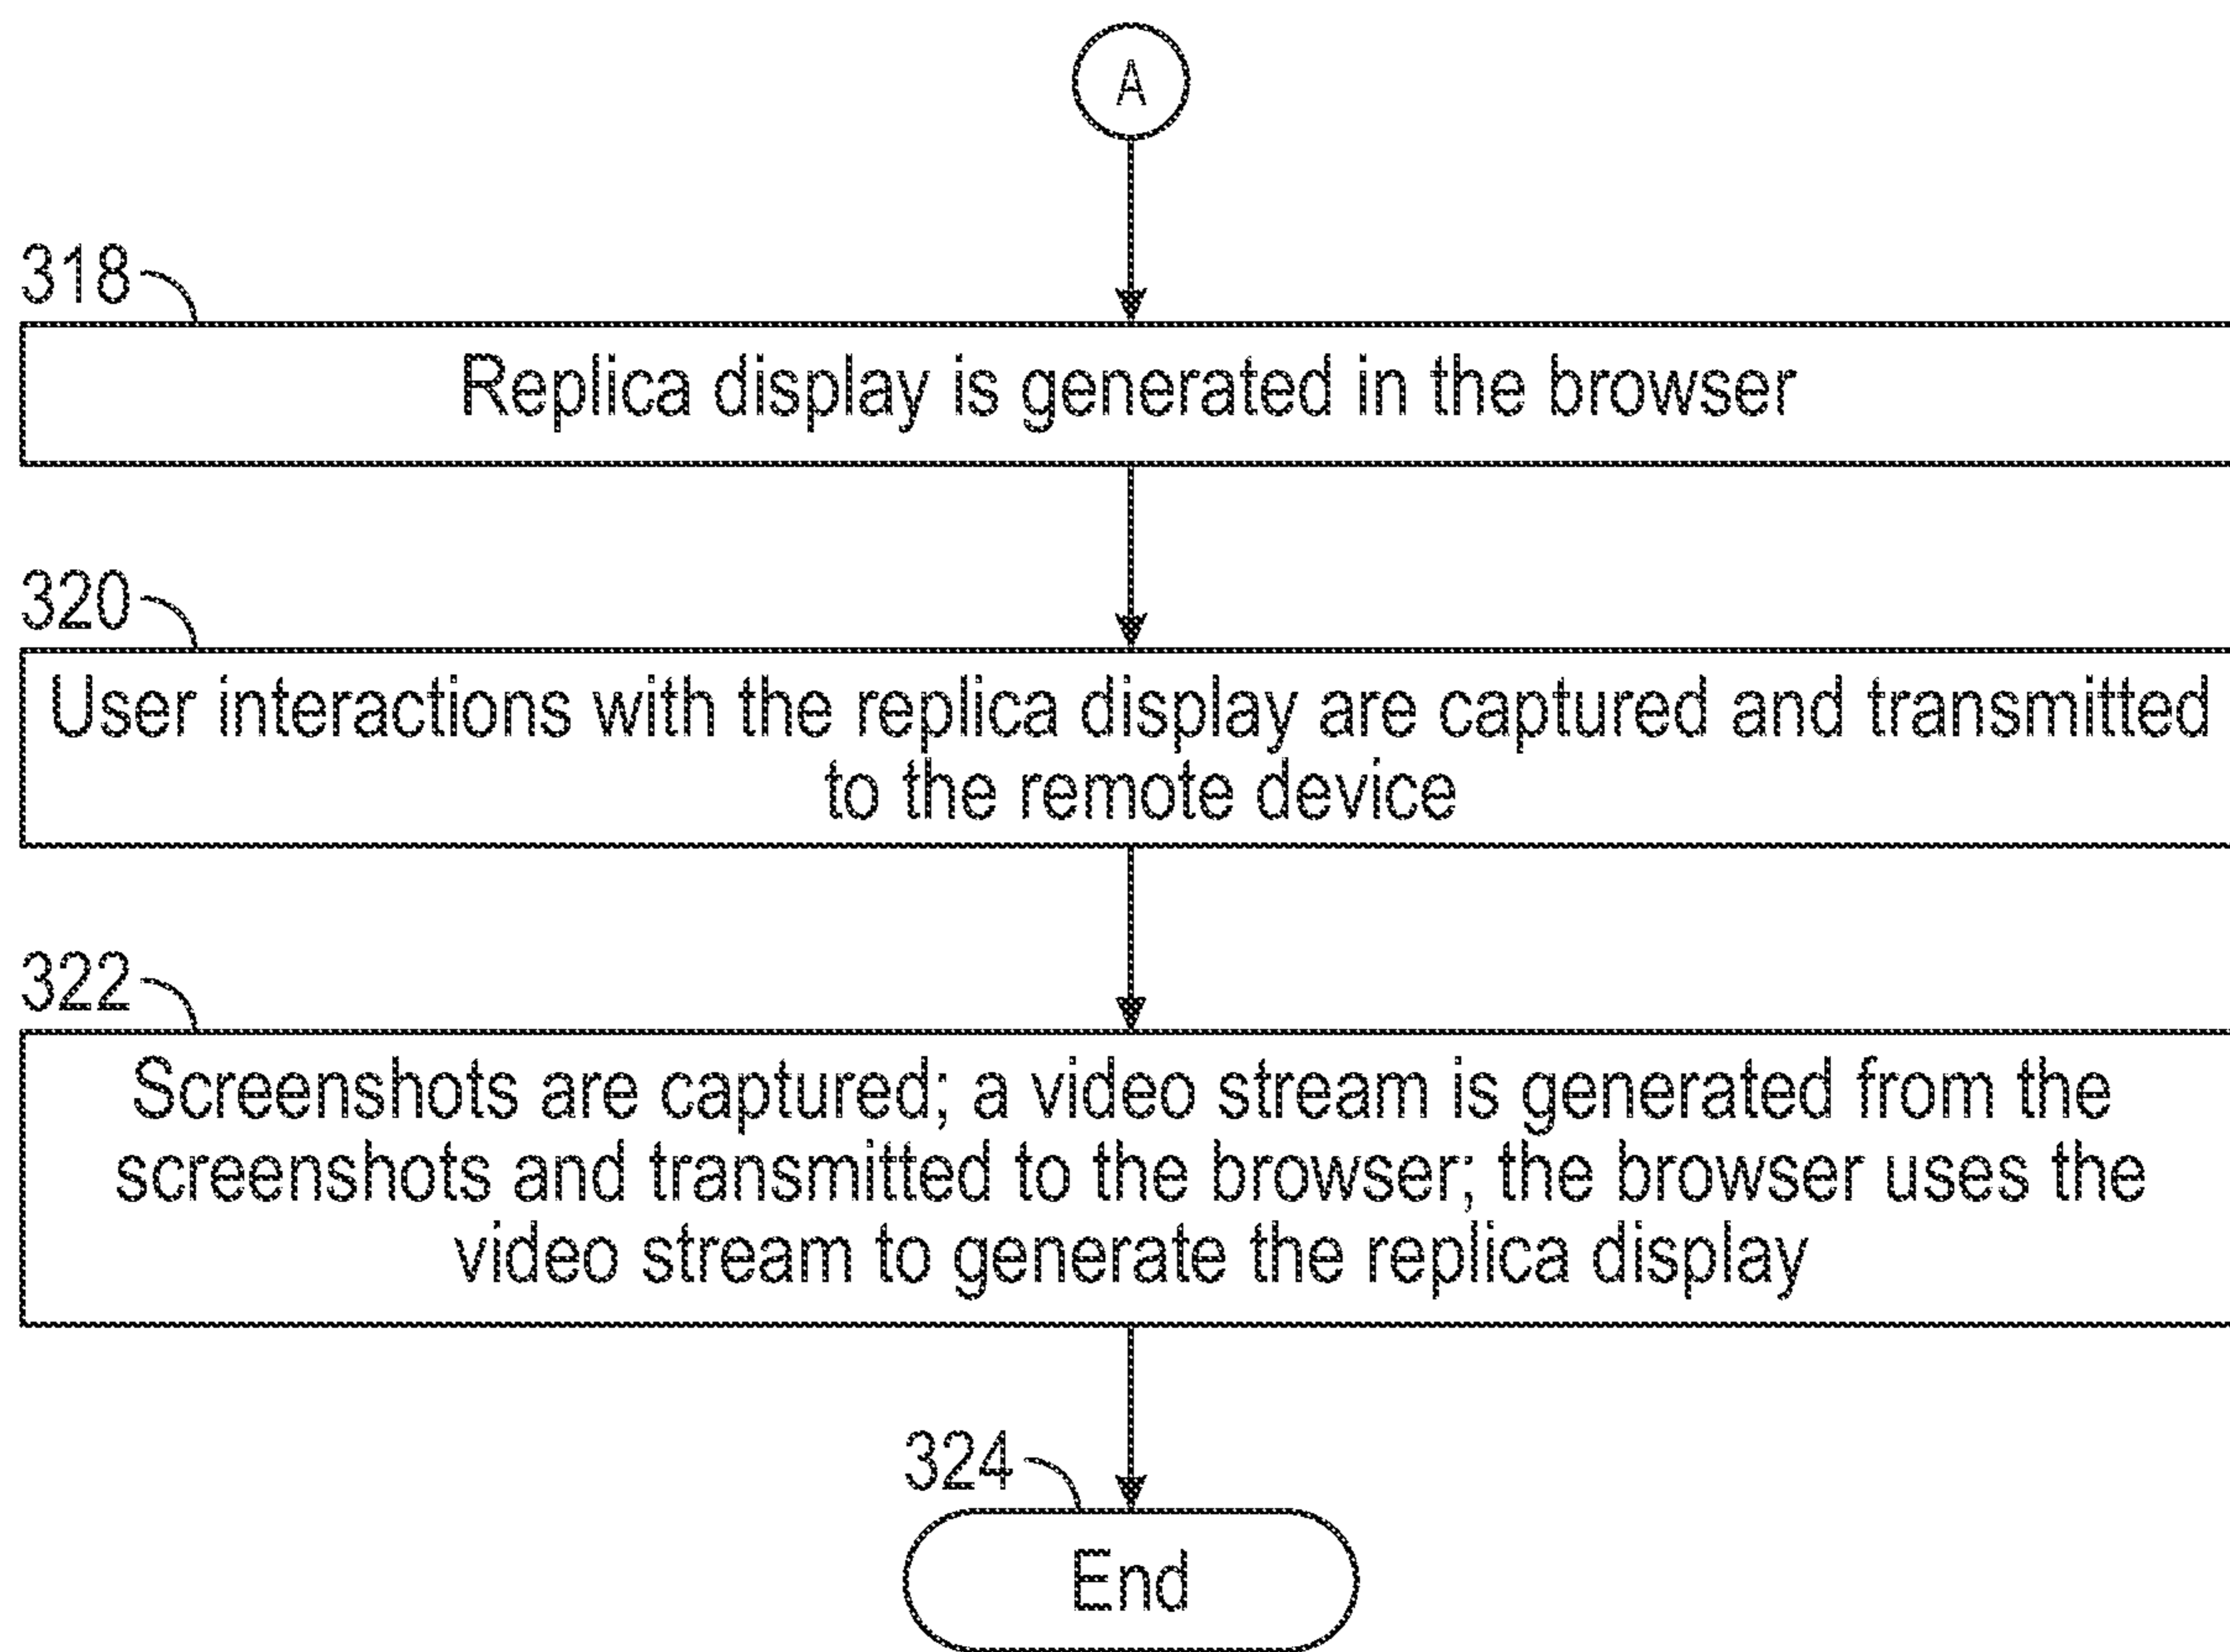 A
318
Replica display is generated in the browser
320
User interactions with the replica display are captured and transmitted
to the remote device
322
Screenshots are captured; a video stream is generated from the
screenshots and transmitted to the browser; the browser uses the
video stream to generate the replica display
324
End